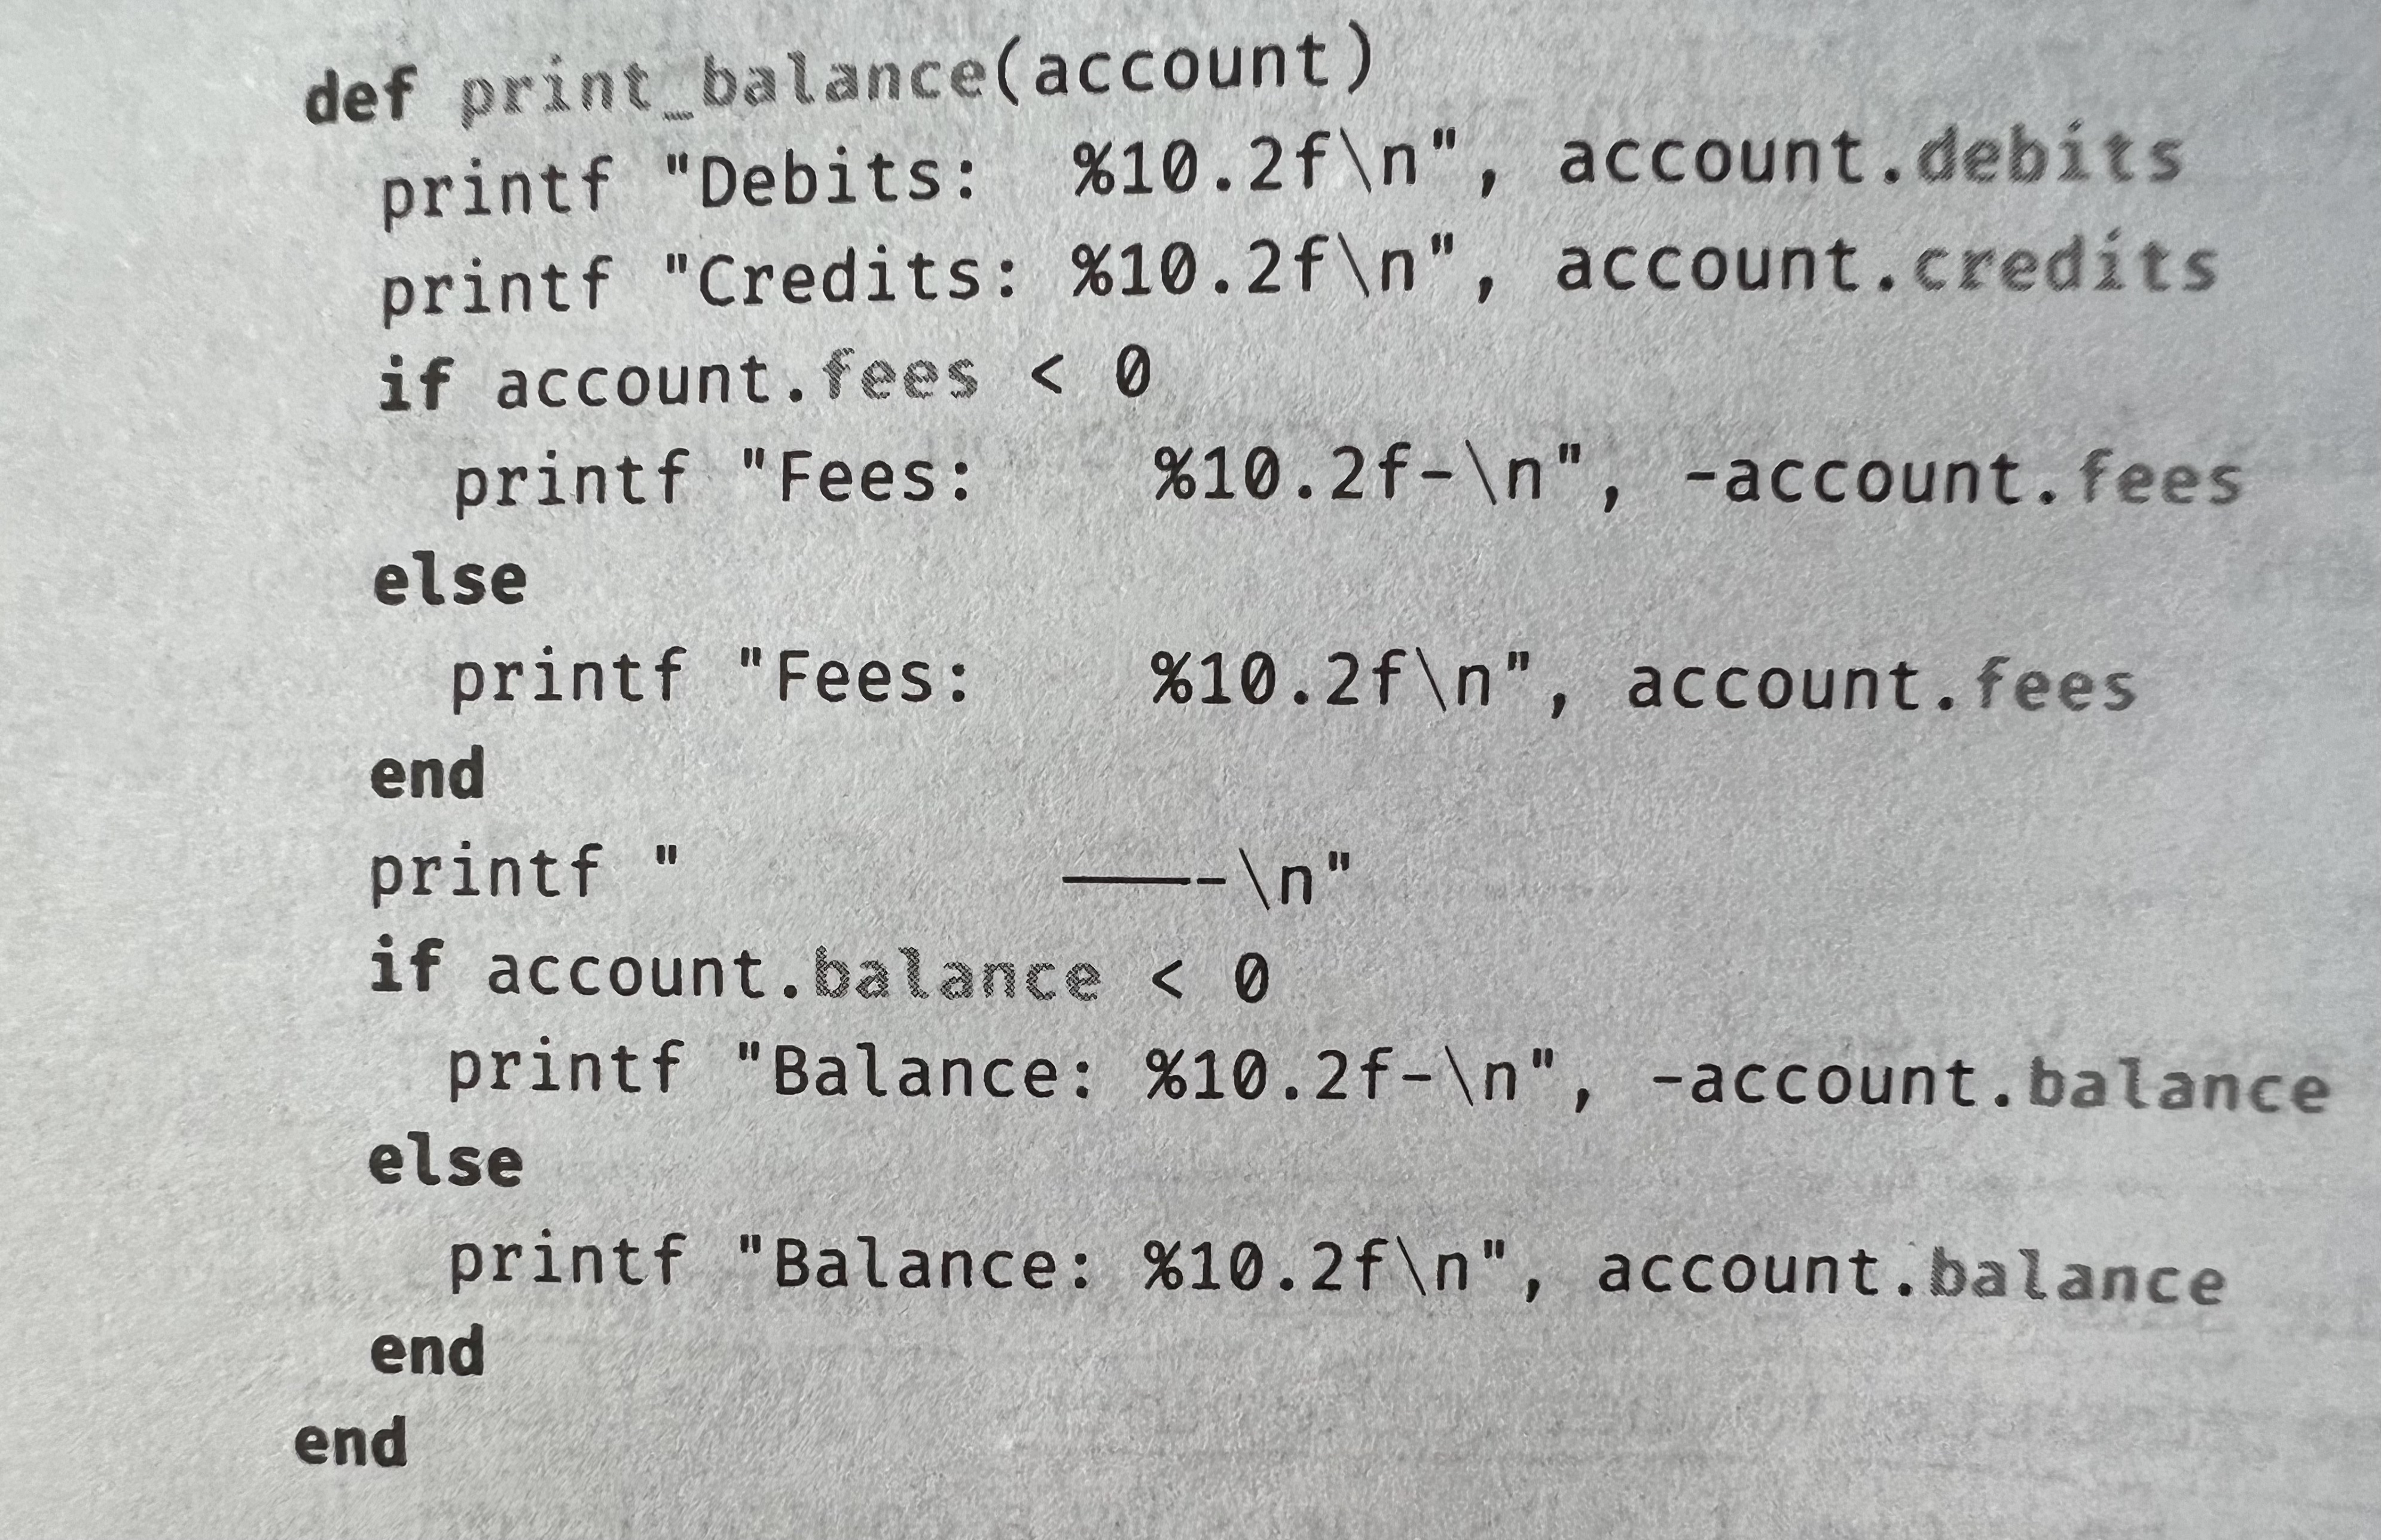 def print_balance(account)
  printf "Debits:  %10.2f\n", account.debits
  printf "Credits: %10.2f\n", account.credits
  if account.fees < 0
    printf "Fees:    %10.2f-\n", -account.fees
  else
    printf "Fees:    %10.2f\n", account.fees
  end
  printf "         ———-\n"
  if account.balance < 0
    printf "Balance: %10.2f-\n", -account.balance
  else
    printf "Balance: %10.2f\n", account.balance
  end
end